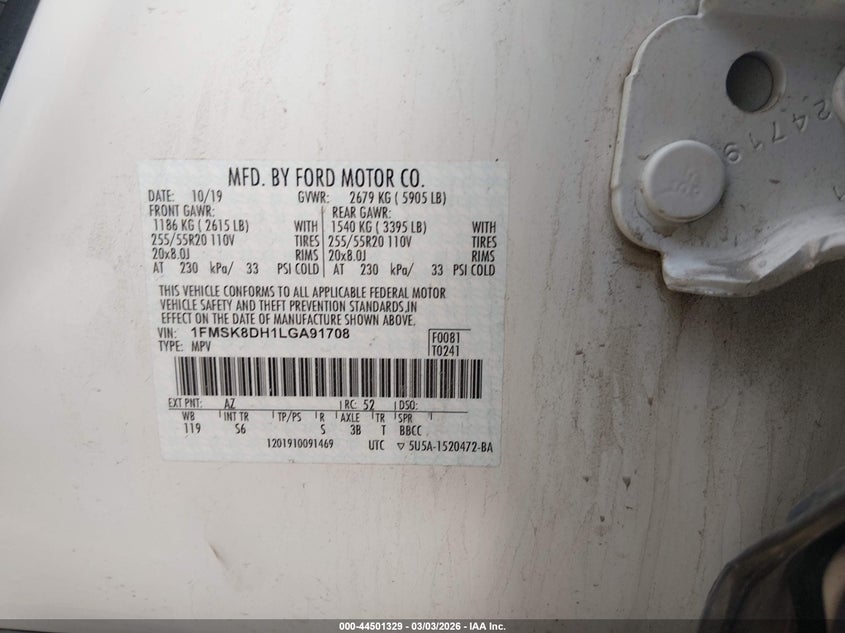 MFD. BY FORD MOTOR CO.
DATE: 10/19 GVWR: 2679 KG ( 5905 LB)
FRONT GAWR: REAR GAWR:
1186 KG ( 2615 LB) WITH 1540 KG ( 3395 LB) WITH
255/55R20 110V TIRES 255/55R20 110V TIRES
20x8.0J RIMS 20x8.0J RIMS
AT 230 kPa/ 33 PSI COLD AT 230 kPa/ 33 PSI COLD
THIS VEHICLE CONFORMS TO ALL APPLICABLE FEDERAL MOTOR
VEHICLE SAFETY AND THEFT PREVENTION STANDARDS IN
EFFECT ON THE DATE OF MANUFACTURE SHOWN ABOVE.
VIN: 1FMSK8DH1LGA91708 F0081
TYPE: MPV T0241
EXT PNT: AZ RC: 52 DSO:
WB INT TR TP/PS R AXLE TR SPR
119 S6 S 3B T BBCC
1201910091469 UTC ▽ 5U5A-1520472-BA
24719
000-44501329 - 03/03/2026 - IAA Inc.